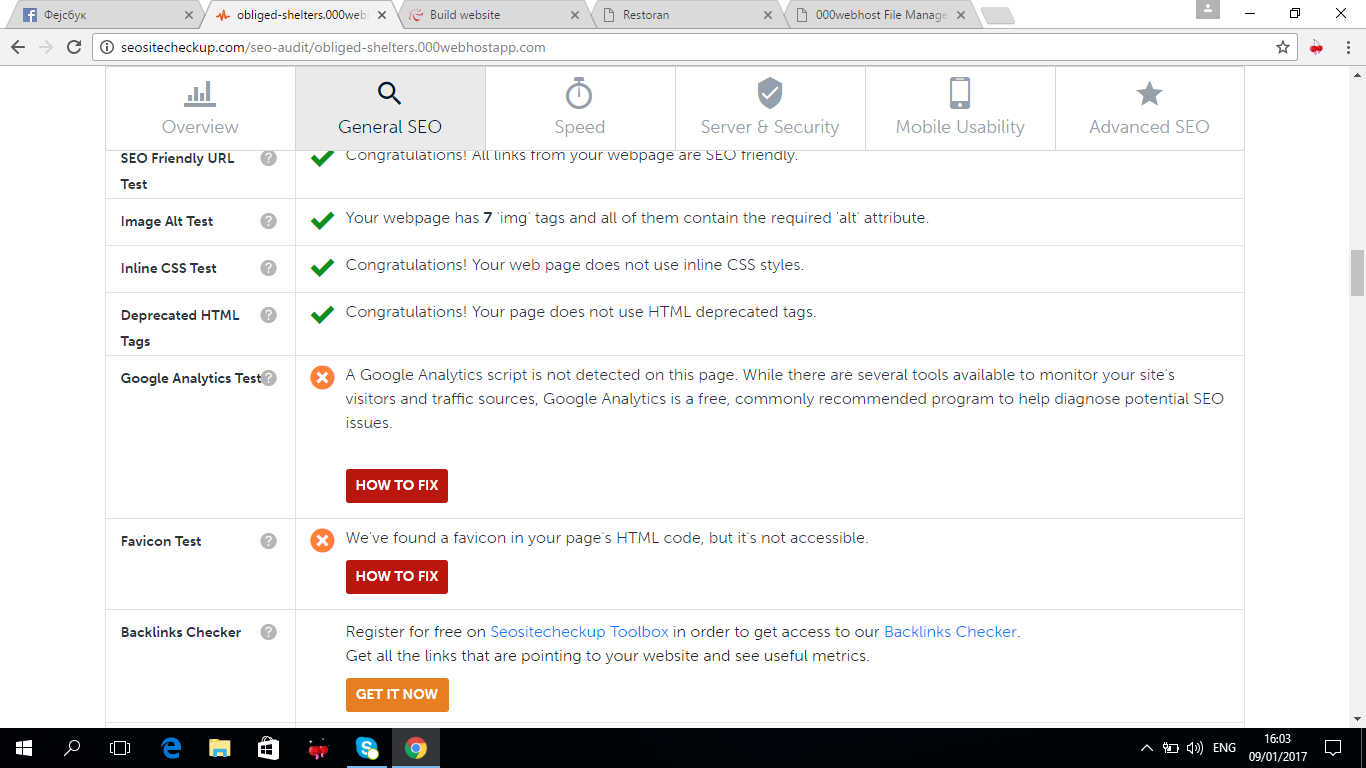 Фејсбук
obliged-shelters.000web
Build website
Restoran
000webhost File Manage
seositecheckup.com/seo-audit/obliged-shelters.000webhostapp.com
Overview
General SEO
Speed
Server & Security
Mobile Usability
Advanced SEO
SEO Friendly URL
Test
?
Congratulations! All links from your webpage are SEO friendly.
Image Alt Test
?
Your webpage has 7 'img' tags and all of them contain the required 'alt' attribute.
Inline CSS Test
?
Congratulations! Your web page does not use inline CSS styles.
Deprecated HTML
Tags
?
Congratulations! Your page does not use HTML deprecated tags.
Google Analytics Test
?
A Google Analytics script is not detected on this page. While there are several tools available to monitor your site's
visitors and traffic sources, Google Analytics is a free, commonly recommended program to help diagnose potential SEO
issues.
HOW TO FIX
Favicon Test
?
We've found a favicon in your page's HTML code, but it's not accessible.
HOW TO FIX
Backlinks Checker
?
Register for free on Seositecheckup Toolbox in order to get access to our Backlinks Checker.
Get all the links that are pointing to your website and see useful metrics.
GET IT NOW
ENG
16:03
09/01/2017